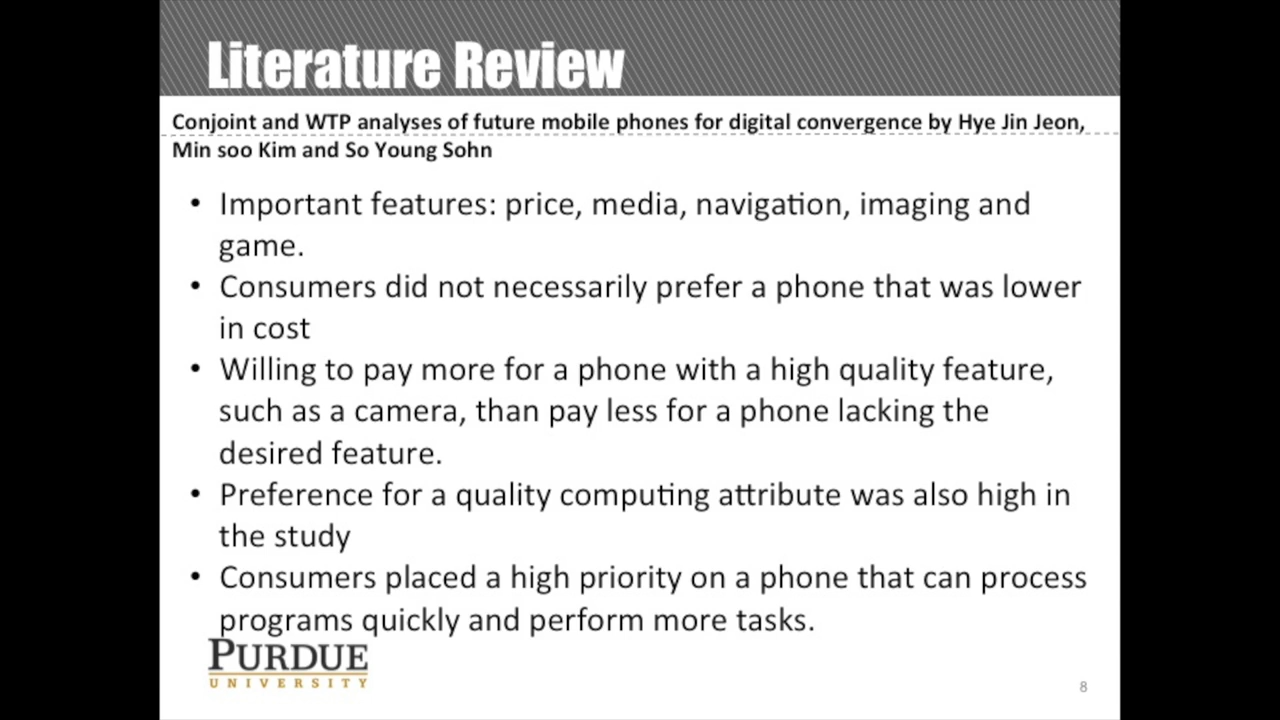 Literature Review
Conjoint and WTP analyses of future mobile phones for digital convergence by Hye Jin Jeon,
Min soo Kim and So Young Sohn
• Important features: price, media, navigation, imaging and
game.
• Consumers did not necessarily prefer a phone that was lower
in cost
• Willing to pay more for a phone with a high quality feature,
such as a camera, than pay less for a phone lacking the
desired feature.
• Preference for a quality computing attribute was also high in
the study
• Consumers placed a high priority on a phone that can process
programs quickly and perform more tasks.
PURDUE
UNIVERSITY
8